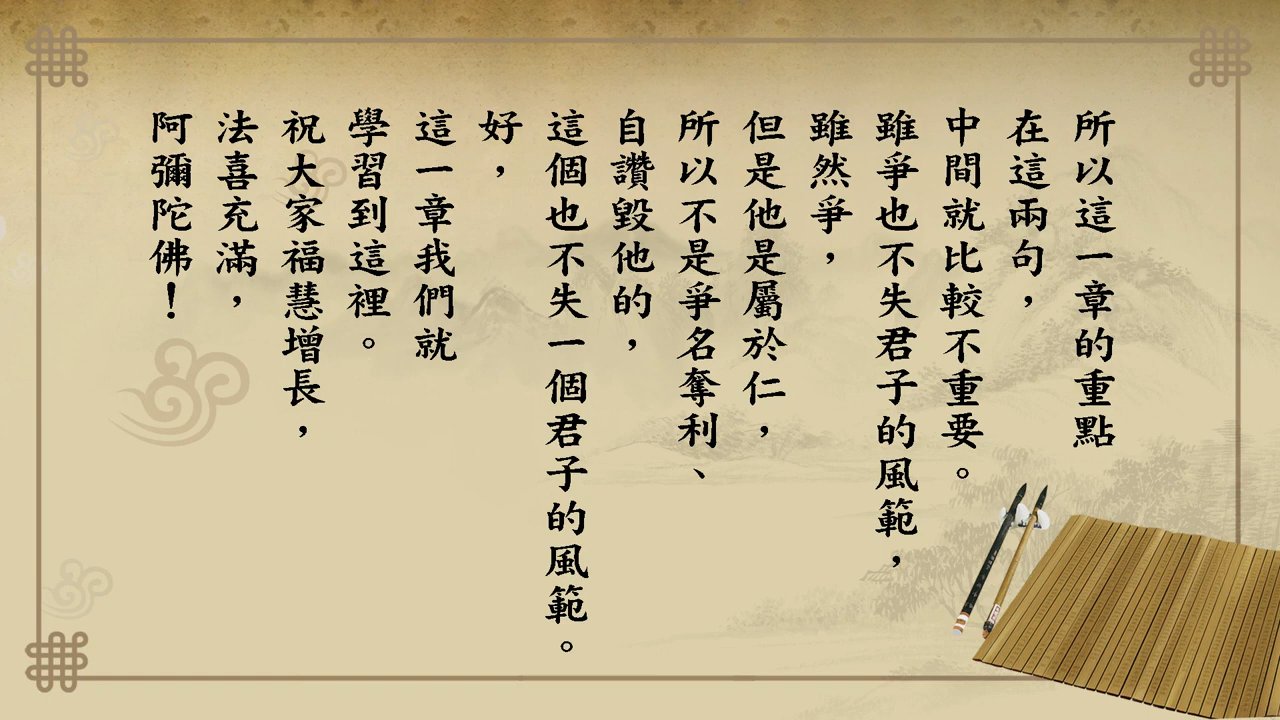 所以這一章的重點
在這兩句，
中間就比較不重要。
雖爭也不失君子的風範，
雖然爭，
但是他是屬於仁，
所以不是爭名奪利、
自讚毀他的，
這個也不失一個君子的風範。
好，
這一章我們就
學習到這裡。
祝大家福慧增長，
法喜充滿，
阿彌陀佛！